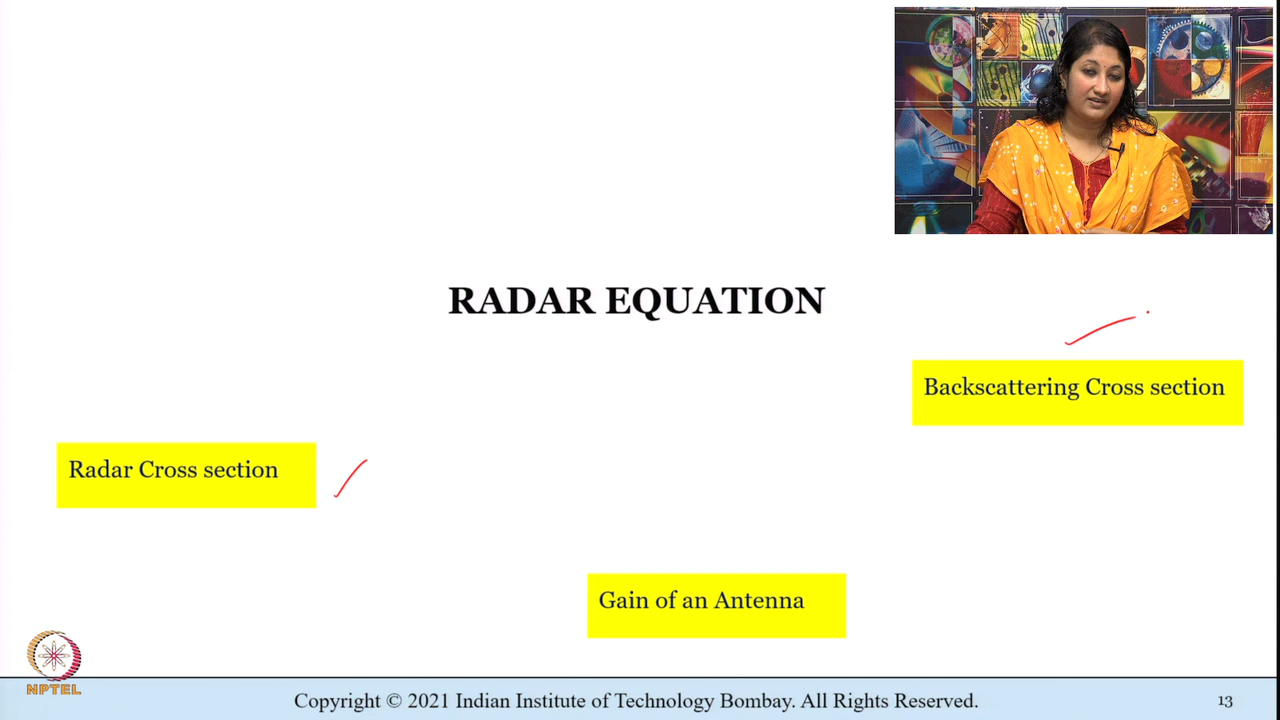 RADAR EQUATION
Backscattering Cross section
Radar Cross section
Gain of an Antenna
NPTEL
Copyright © 2021 Indian Institute of Technology Bombay. All Rights Reserved.
13